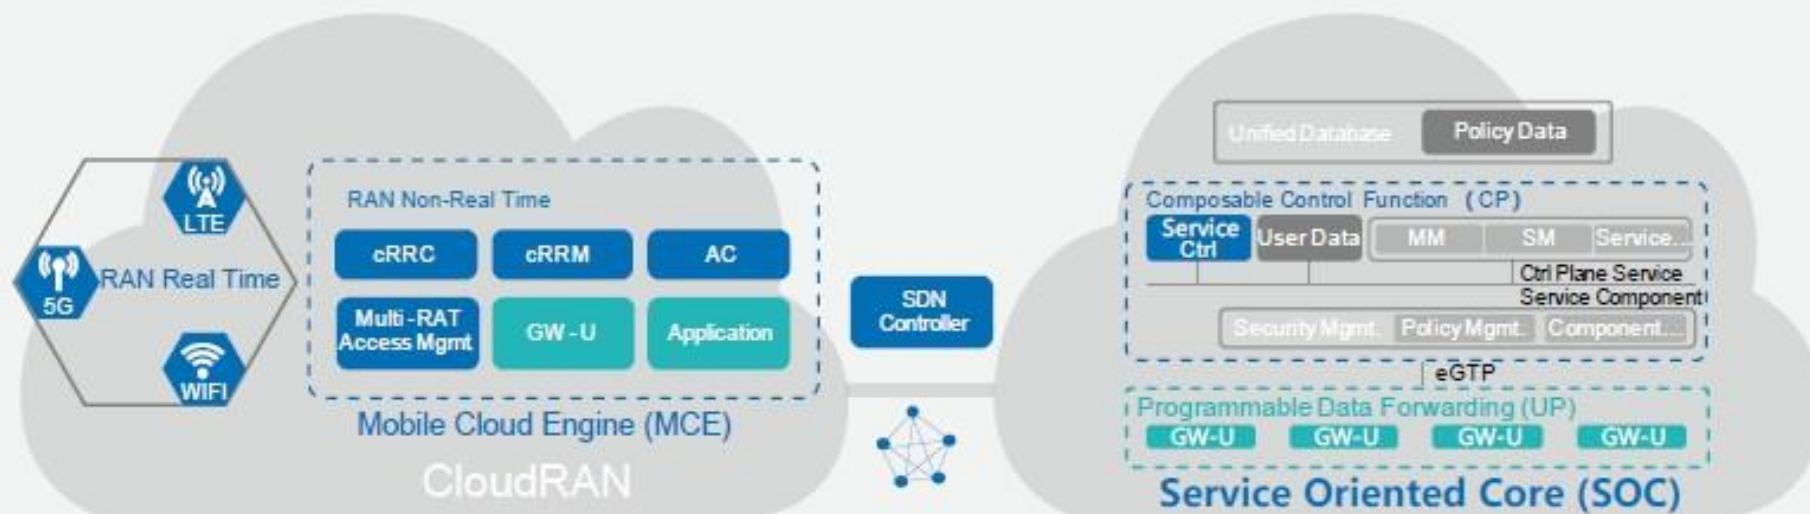 LTE
5G
RAN Real Time
WIFI
RAN Non-Real Time
cRRC
cRRM
AC
Multi-RAT
Access Mgmt
GW-U
Application
Mobile Cloud Engine (MCE)
CloudRAN
SDN
Controller
Unified Database
Policy Data
Composable Control Function (CP)
Service
Ctrl
User Data
MM
SM
Service...
Ctrl Plane Service
Service Component
Security Mgmt.
Policy Mgmt.
Component...
eGTP
Programmable Data Forwarding (UP)
GW-U
GW-U
GW-U
GW-U
Service Oriented Core (SOC)